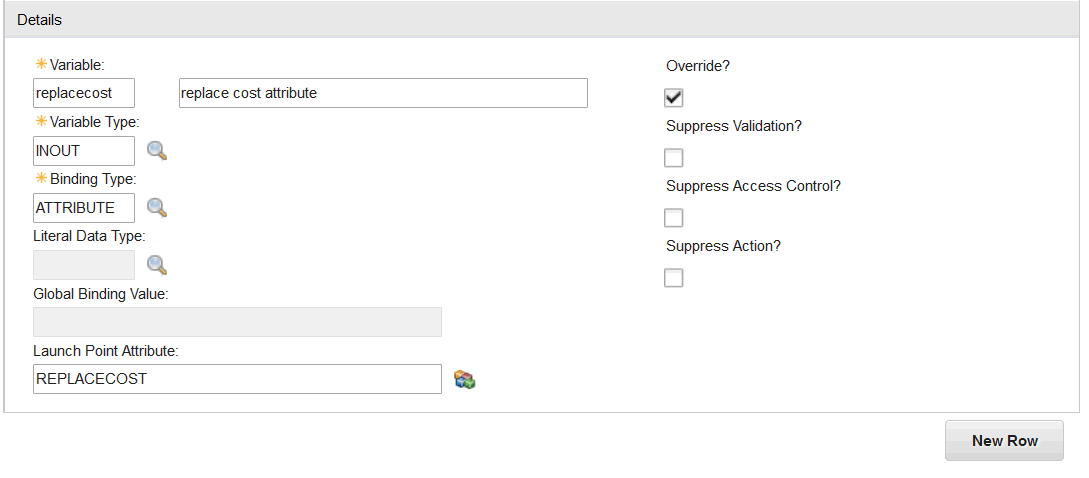 Details
Variable:
replacecost replace cost attribute
Variable Type:
INOUT
Binding Type:
ATTRIBUTE
Literal Data Type:
Global Binding Value:
Launch Point Attribute:
REPLACECOST
Override?
Suppress Validation?
Suppress Access Control?
Suppress Action?
New Row